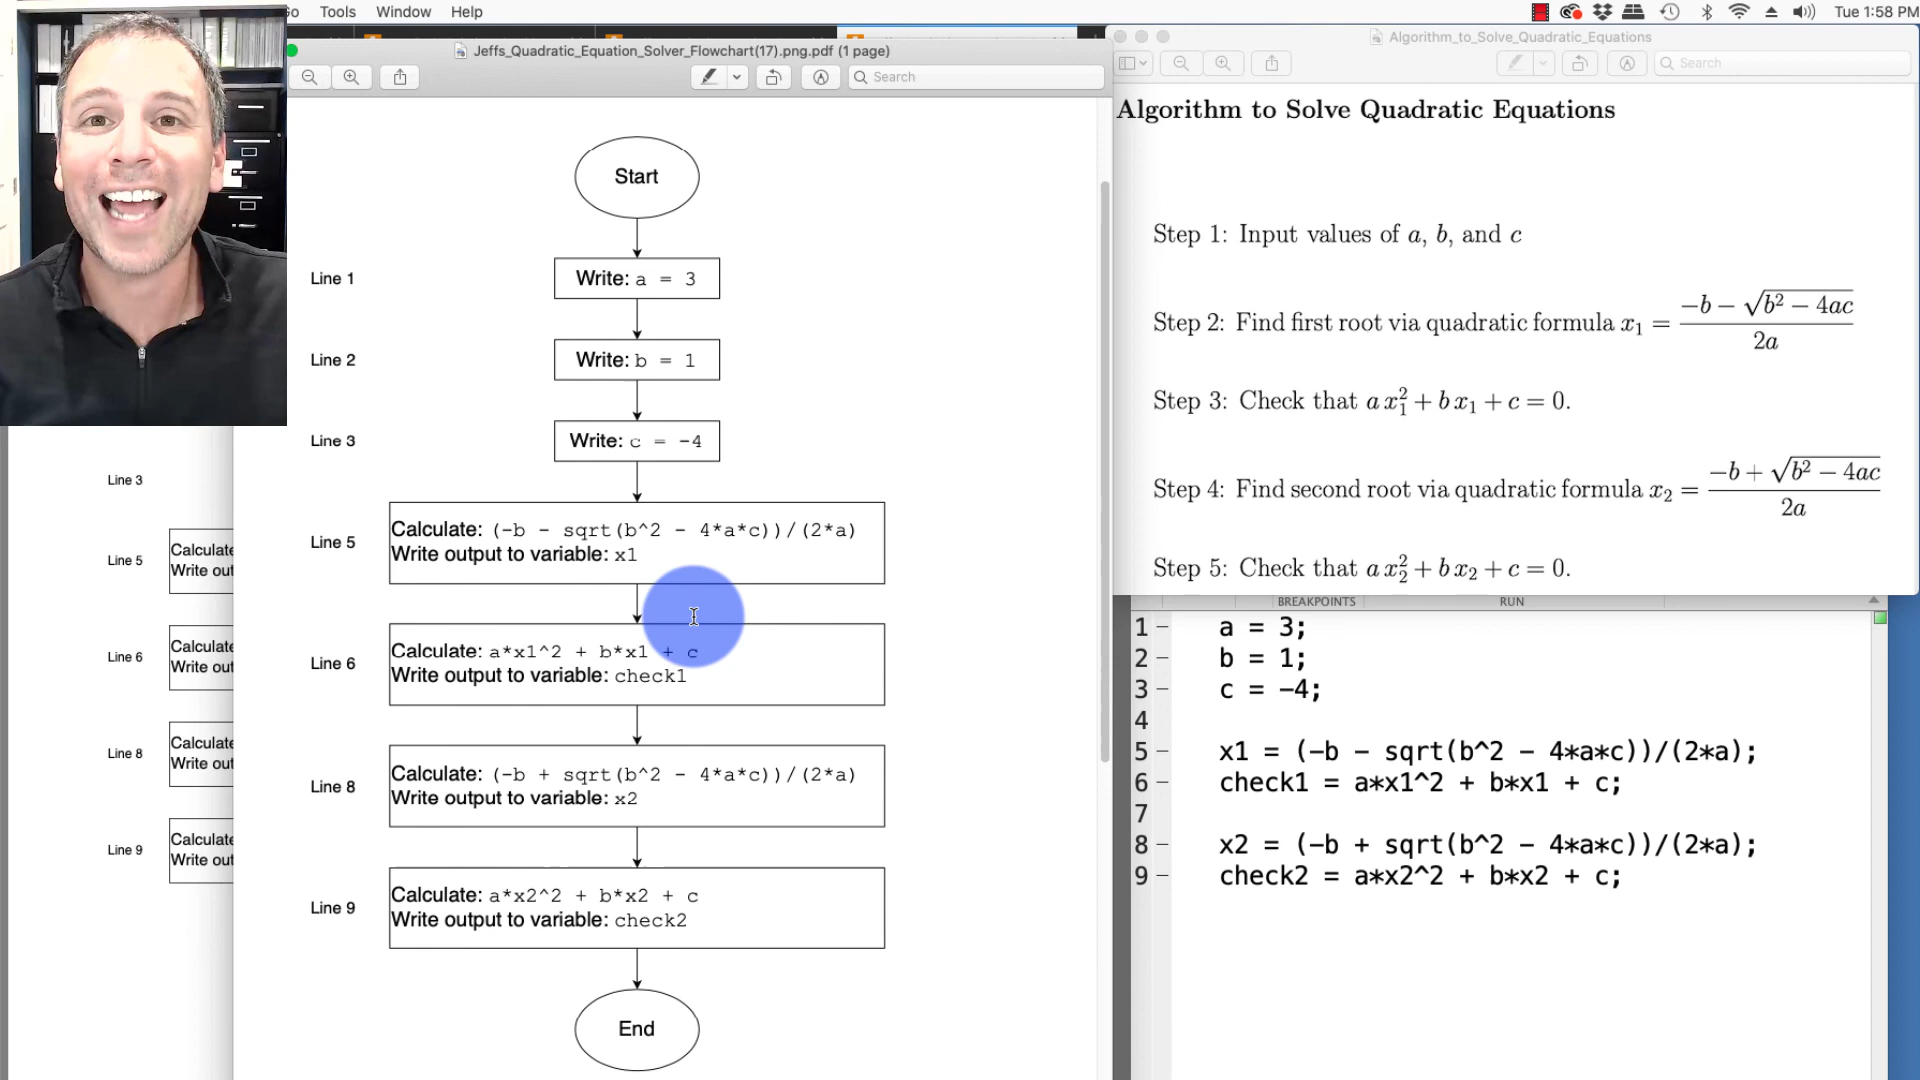 Go Tools Window Help
Tue 1:58 PM
Jeffs_Quadratic_Equation_Solver_Flowchart(17).png.pdf (1 page)
Search
Start
Line 1
Write: a = 3
Line 2
Write: b = 1
Line 3
Write: c = -4
Line 5
Calculate: (-b - sqrt(b^2 - 4*a*c))/(2*a)
Write output to variable: x1
Line 6
Calculate: a*x1^2 + b*x1 + c
Write output to variable: check1
Line 8
Calculate: (-b + sqrt(b^2 - 4*a*c))/(2*a)
Write output to variable: x2
Line 9
Calculate: a*x2^2 + b*x2 + c
Write output to variable: check2
End
Line 3
Line 5
Calculate
Write out
Line 6
Calculate
Write out
Line 8
Calculate
Write out
Line 9
Calculate
Write out
Algorithm_to_Solve_Quadratic_Equations
Search
Algorithm to Solve Quadratic Equations
Step 1: Input values of a, b, and c
Step 2: Find first root via quadratic formula x₁ = (−b − √(b² − 4ac)) / 2a
Step 3: Check that a x₁² + b x₁ + c = 0.
Step 4: Find second root via quadratic formula x₂ = (−b + √(b² − 4ac)) / 2a
Step 5: Check that a x₂² + b x₂ + c = 0.
BREAKPOINTS RUN
1 – a = 3;
2 – b = 1;
3 – c = -4;
4
5 – x1 = (-b - sqrt(b^2 - 4*a*c))/(2*a);
6 – check1 = a*x1^2 + b*x1 + c;
7
8 – x2 = (-b + sqrt(b^2 - 4*a*c))/(2*a);
9 – check2 = a*x2^2 + b*x2 + c;